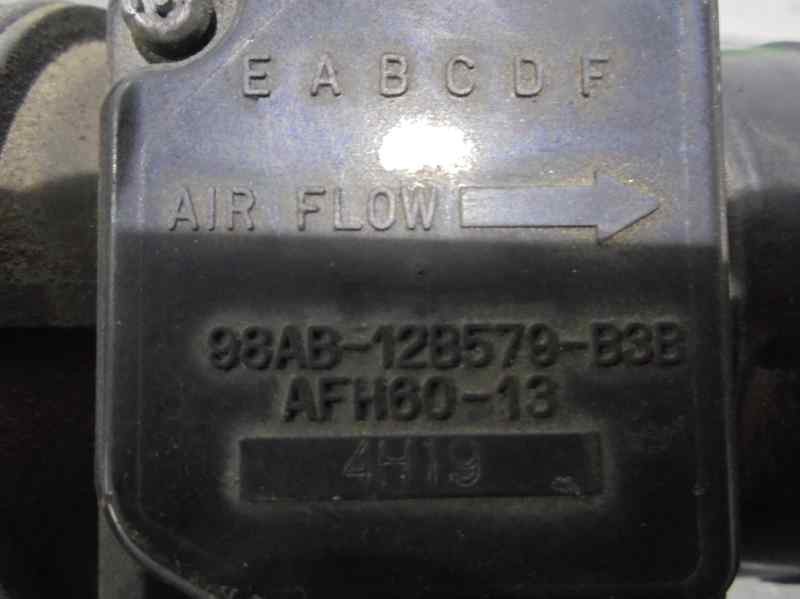 E A B C D F
AIR FLOW
98AB-12B579-B3B
AFH60-13
4H19